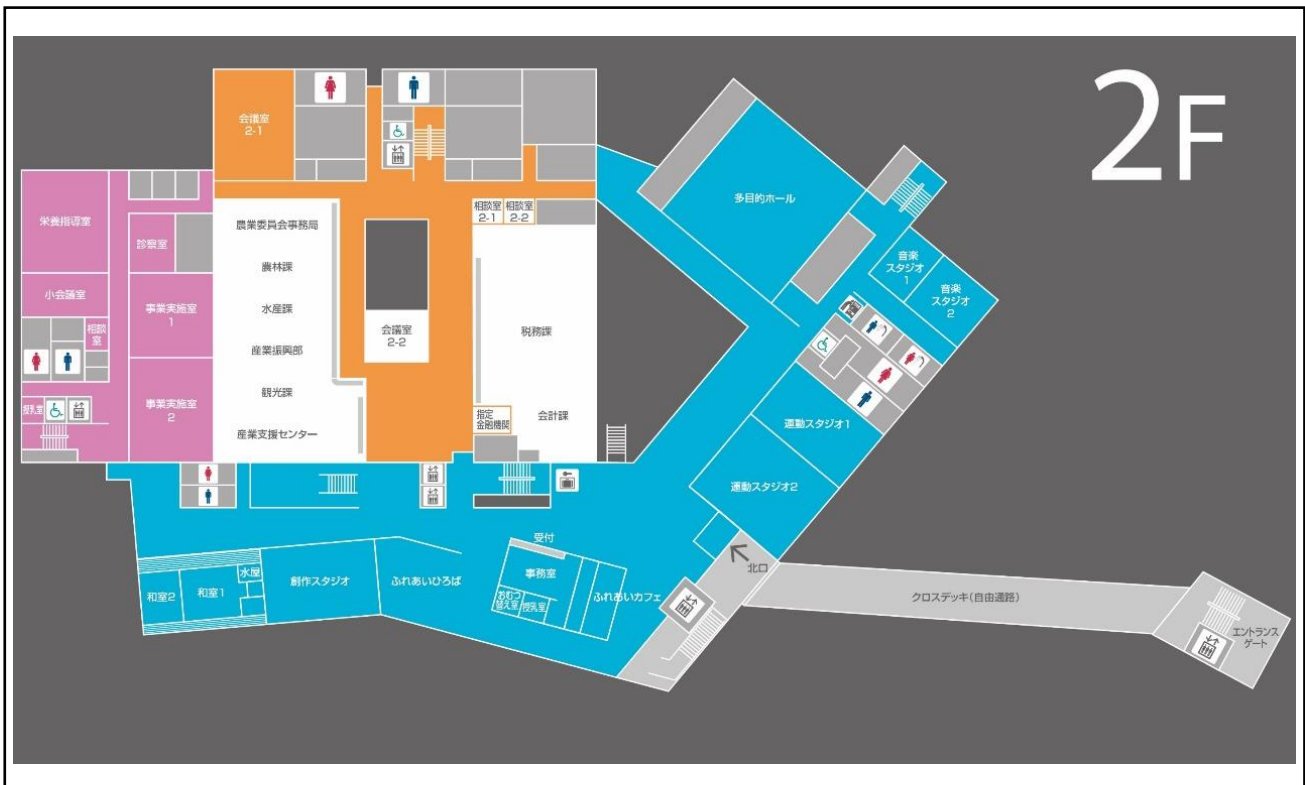 2F
会議室
2-1
栄養指導室
診察室
小会議室
事業実施室
1
相談
室
事業実施室
2
授乳室
農業委員会事務局
農林課
水産課
産業振興部
観光課
産業支援センター
会議室
2-2
相談室
2-1
相談室
2-2
税務課
会計課
指定
金融機関
多目的ホール
音楽
スタジオ
1
音楽
スタジオ
2
運動スタジオ1
運動スタジオ2
北口
クロスデッキ(自由通路)
エントランス
ゲート
受付
事務室
おむつ
替え室
授乳室
ふれあいカフェ
ふれあいひろば
創作スタジオ
水屋
和室1
和室2